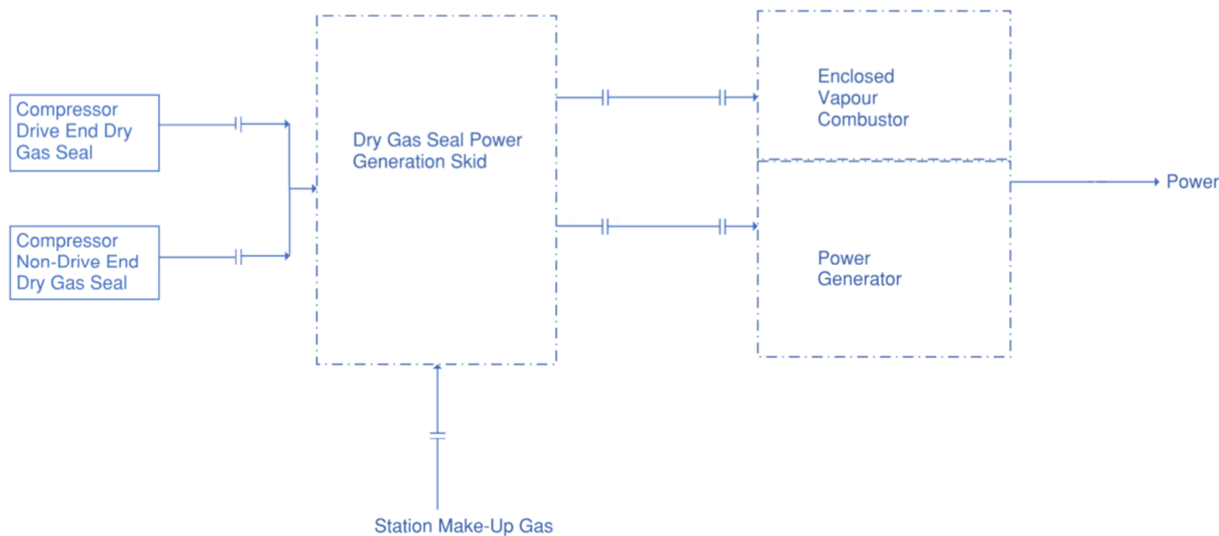 Compressor
Drive End Dry
Gas Seal
Compressor
Non-Drive End
Dry Gas Seal
Dry Gas Seal Power
Generation Skid
Station Make-Up Gas
Enclosed
Vapour
Combustor
Power
Generator
Power